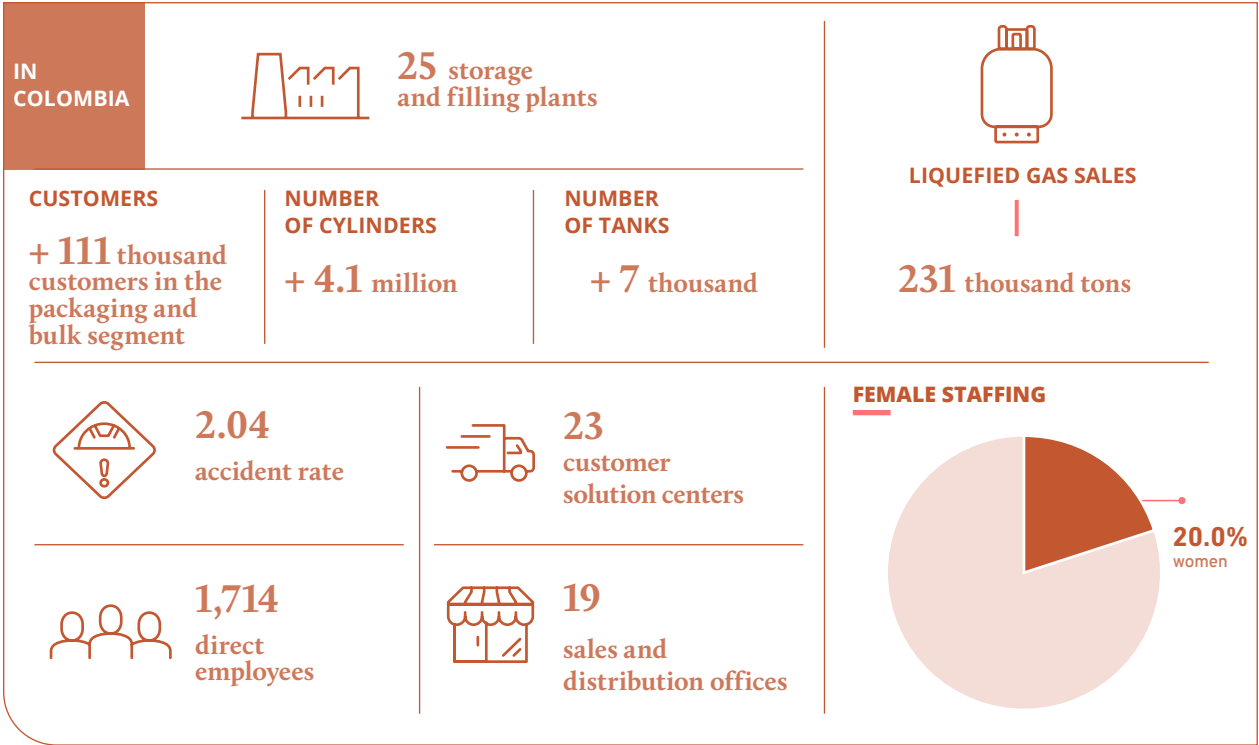 IN
COLOMBIA
25 storage
and filling plants
LIQUEFIED GAS SALES
231 thousand tons
CUSTOMERS
+ 111 thousand
customers in the
packaging and
bulk segment
NUMBER
OF CYLINDERS
+ 4.1 million
NUMBER
OF TANKS
+ 7 thousand
2.04
accident rate
23
customer
solution centers
1,714
direct
employees
19
sales and
distribution offices
FEMALE STAFFING
20.0%
women